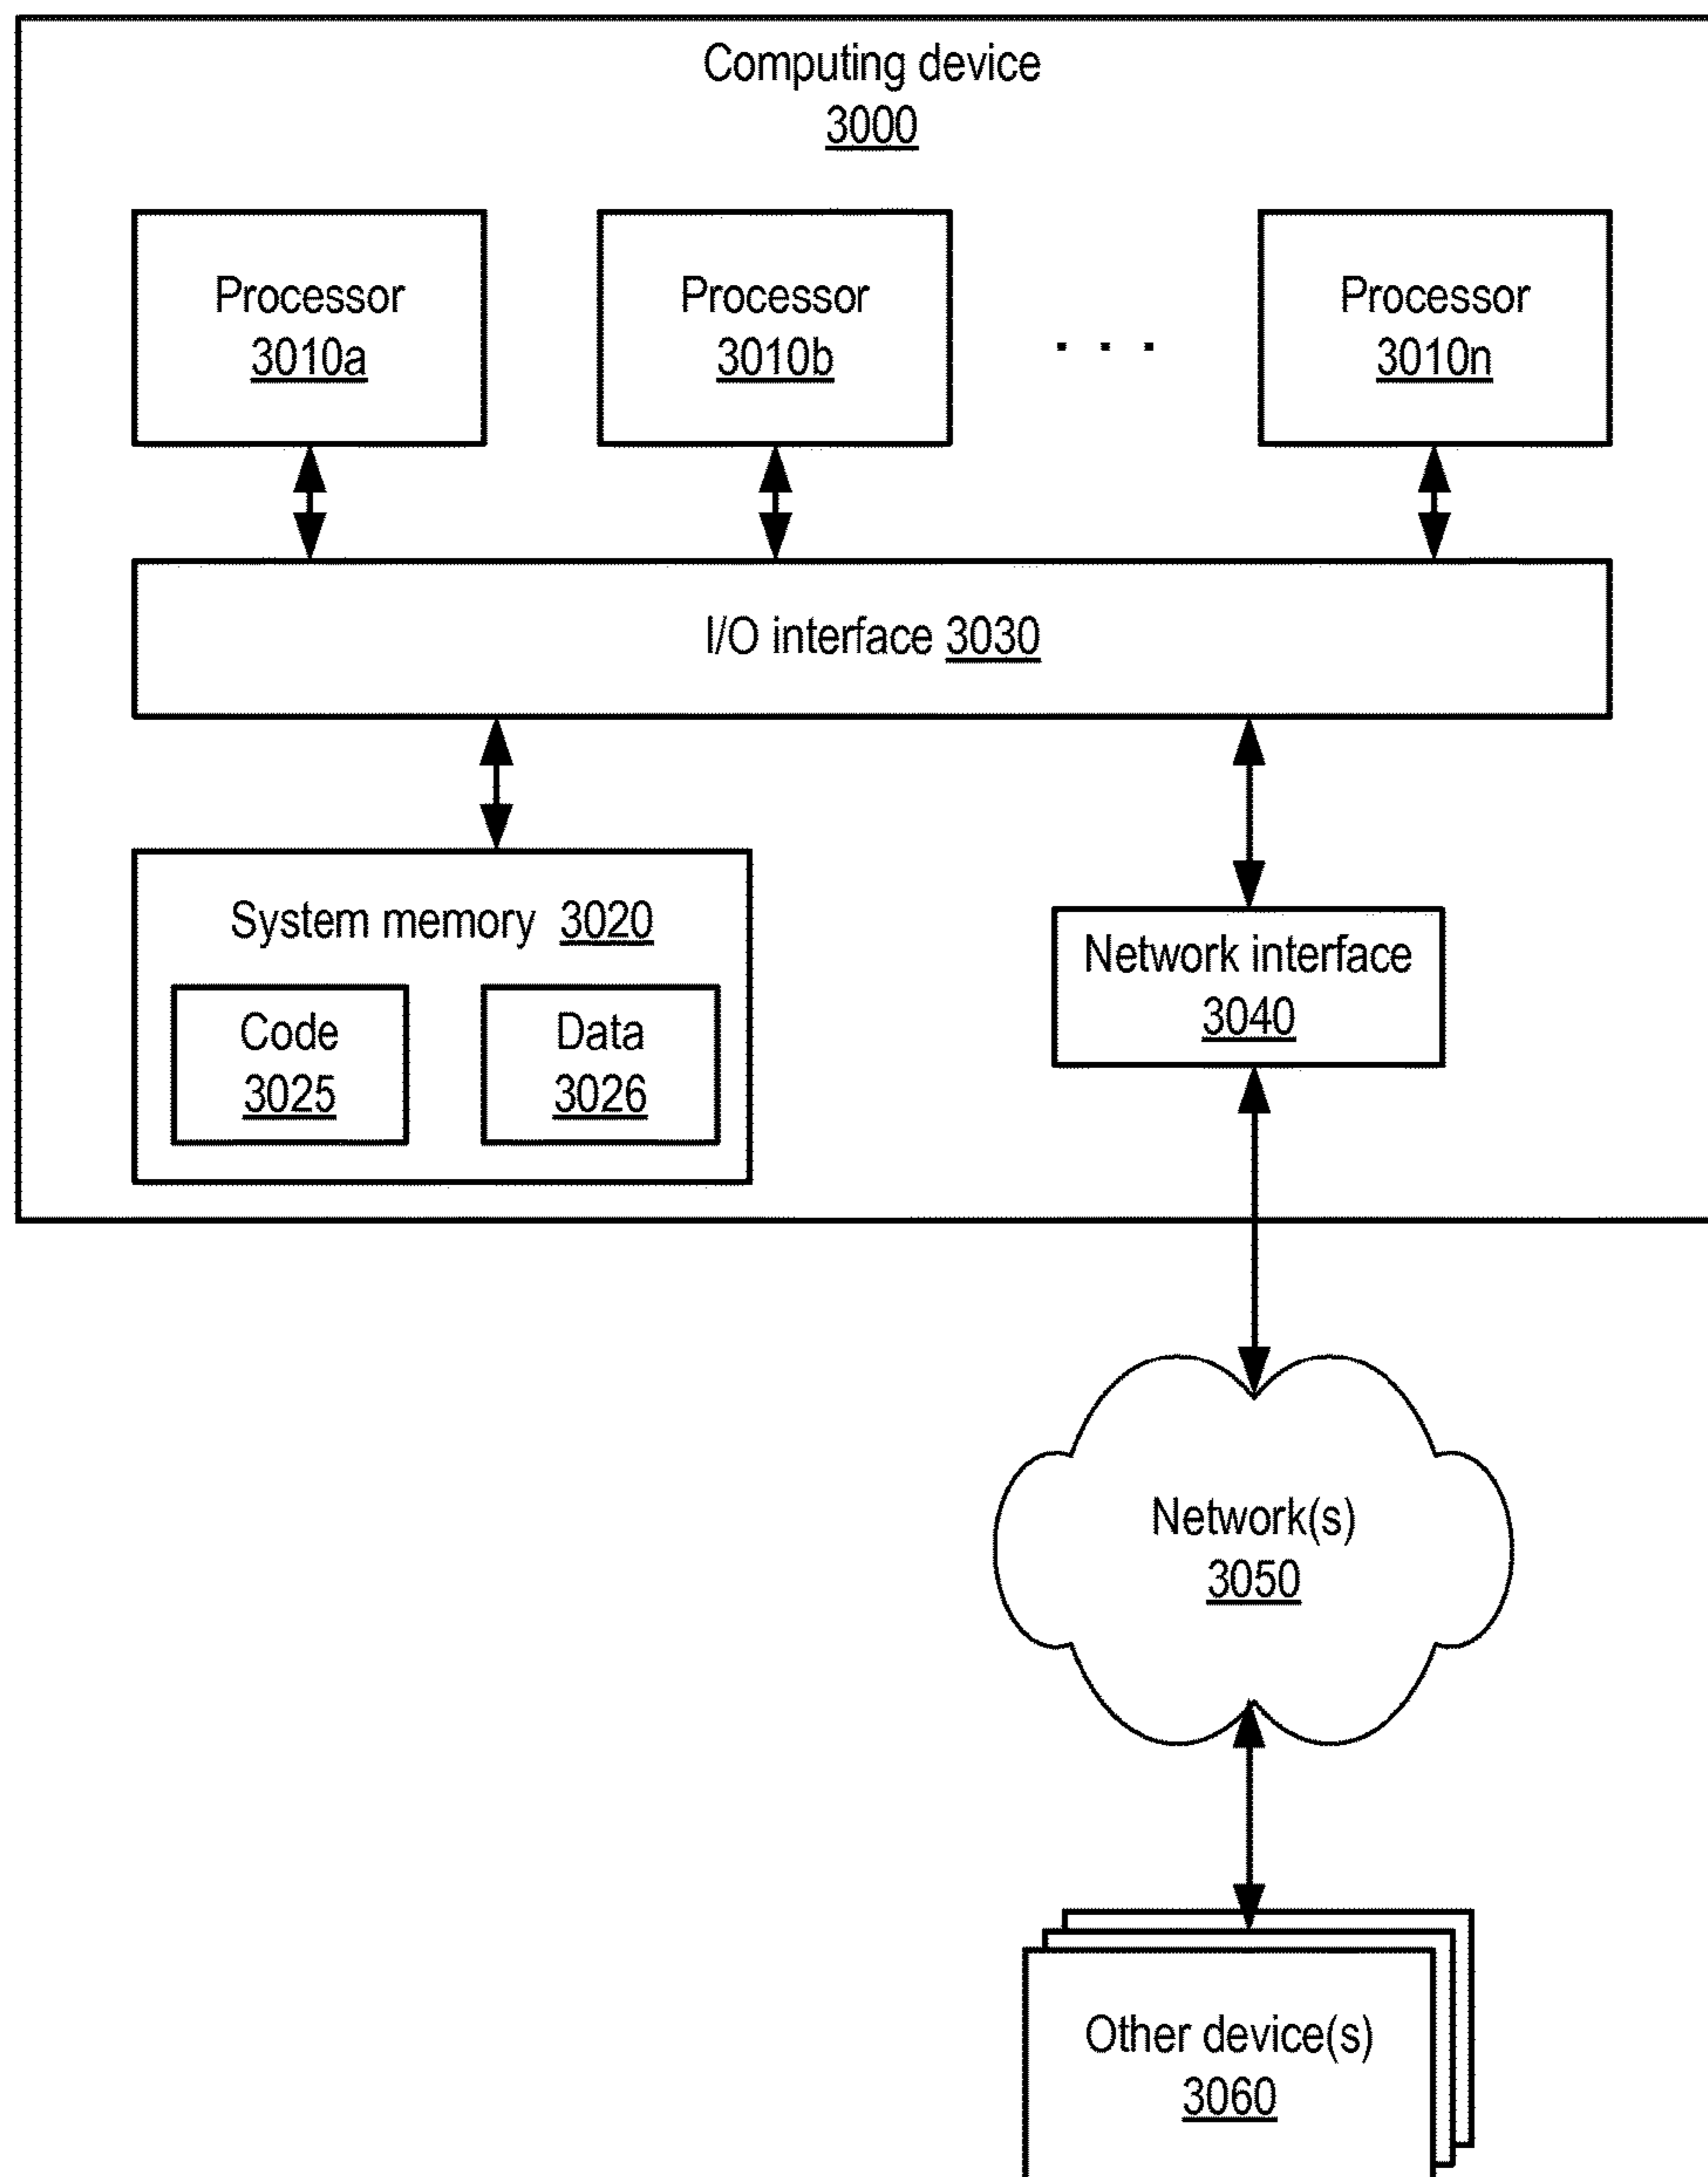 Computing device
3000
Processor
3010a
Processor
3010b
. . .
Processor
3010n
I/O interface 3030
System memory 3020
Code
3025
Data
3026
Network interface
3040
Network(s)
3050
Other device(s)
3060